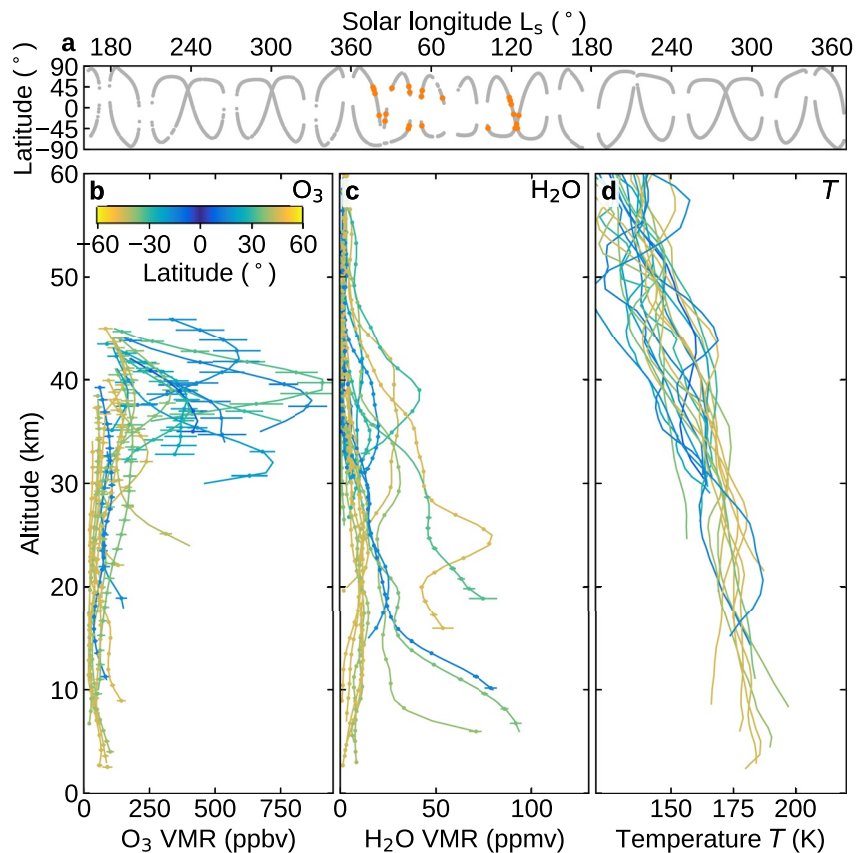 Solar longitude Lₛ (°)
a 180 240 300 360 60 120 180 240 300 360
Latitude (°)
90
45
0
−45
−90
b O₃ c H₂O d T
−60 −30 0 30 60
Latitude (°)
Altitude (km)
60
50
40
30
20
10
0
0 250 500 750 0 50 100 150 175 200
O₃ VMR (ppbv) H₂O VMR (ppmv) Temperature T (K)